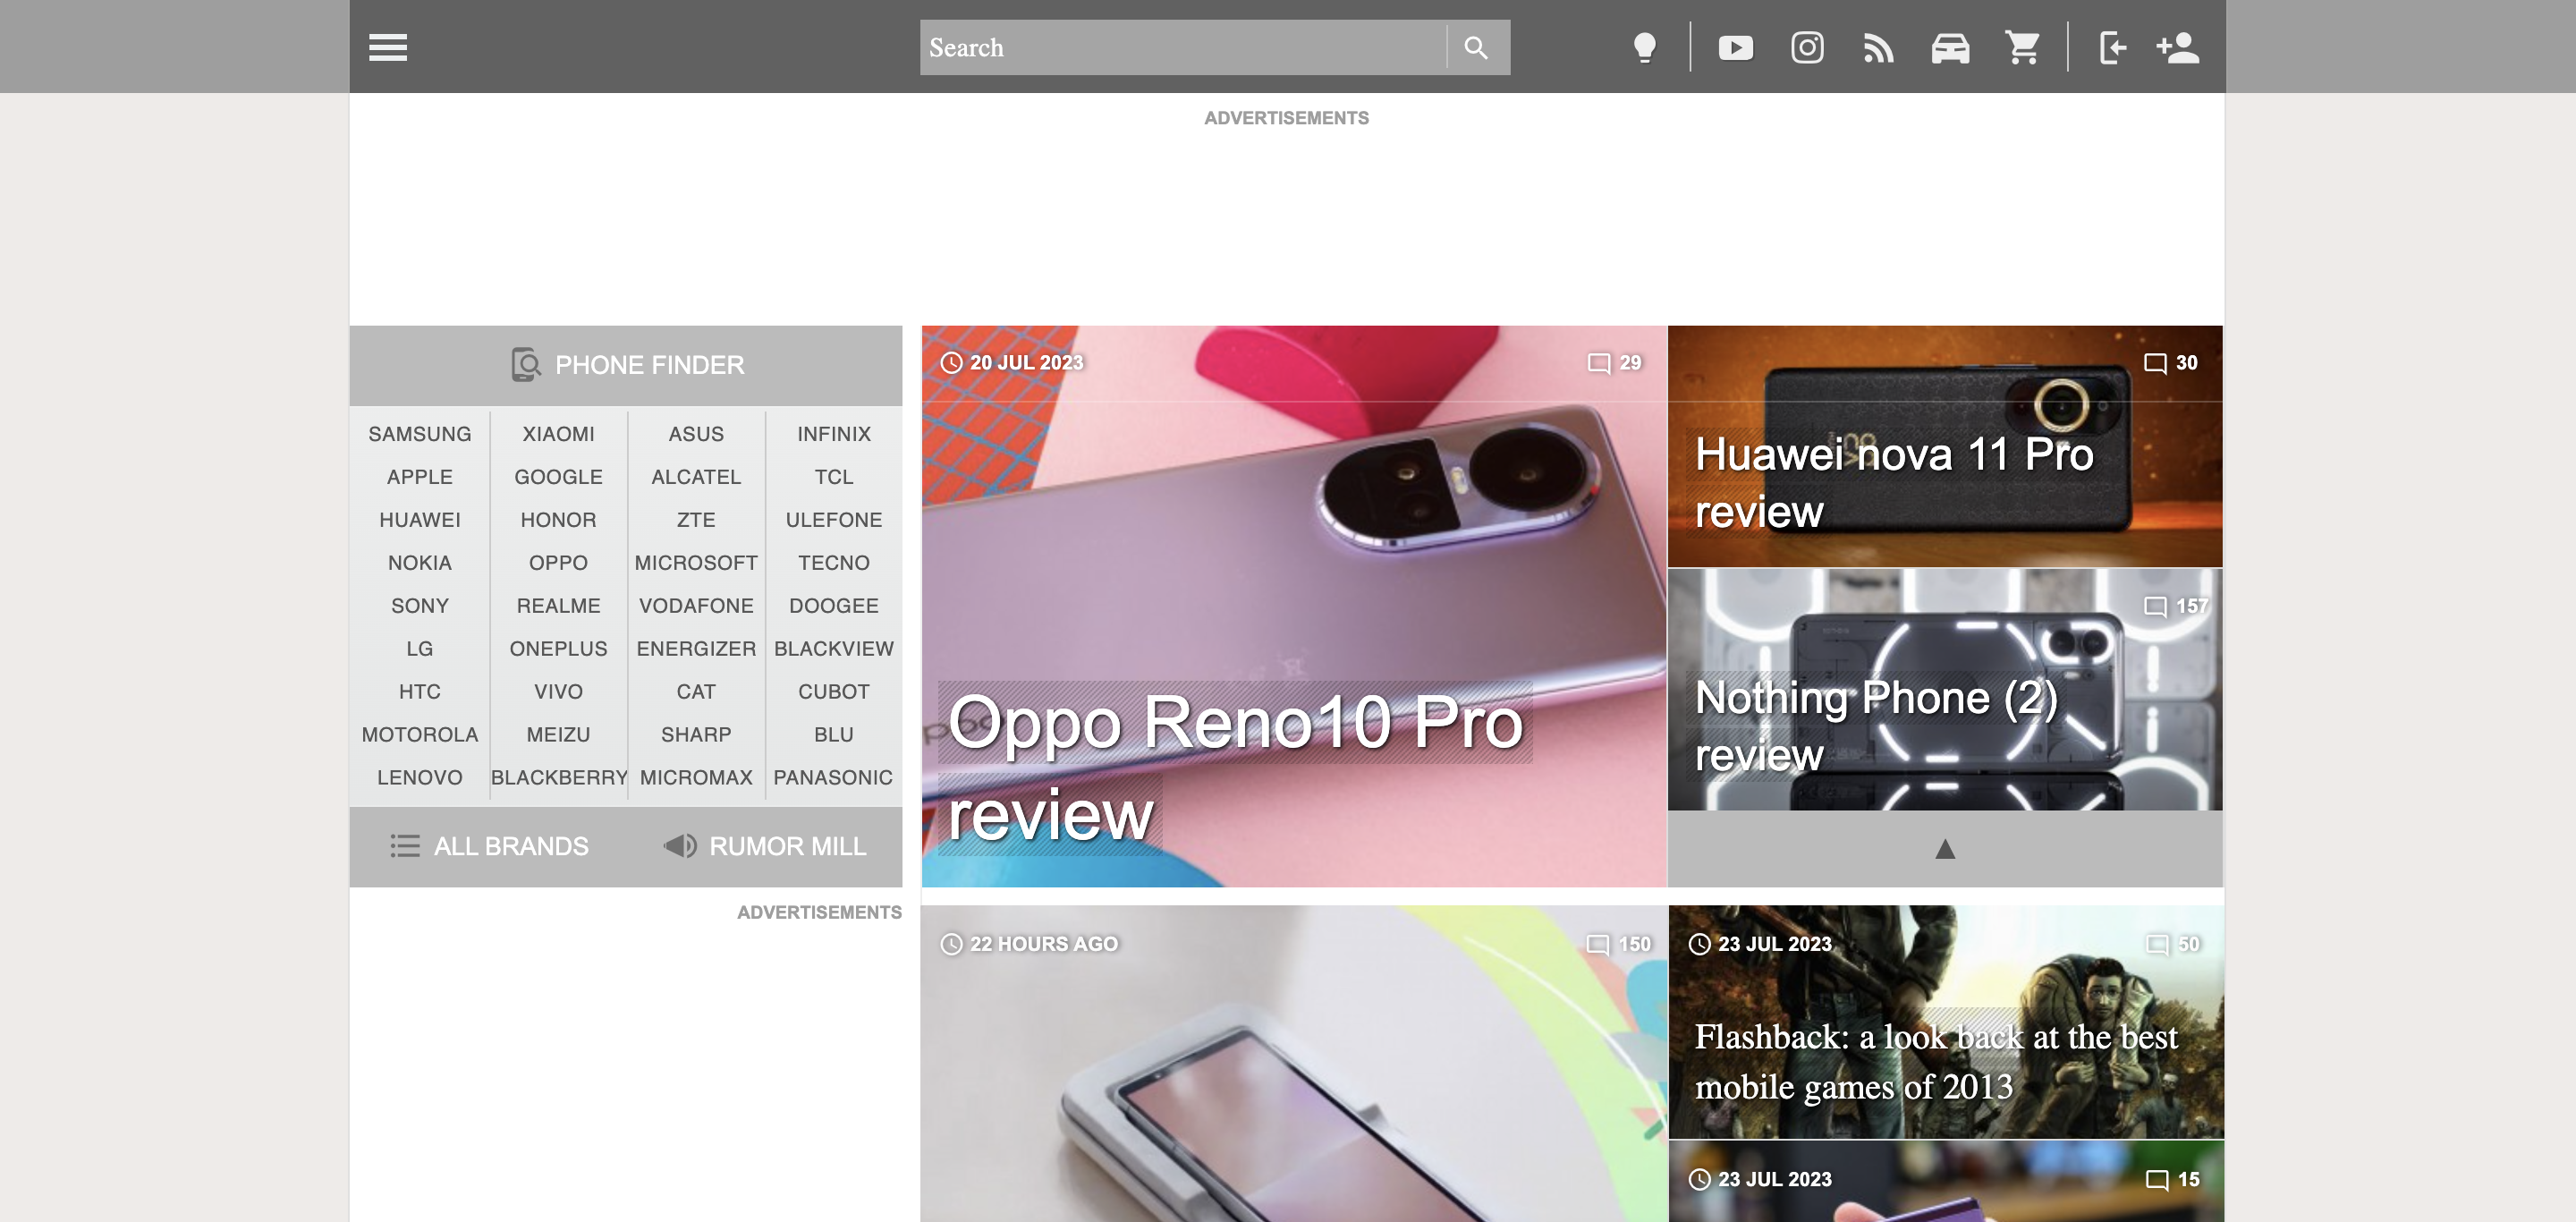 Search
ADVERTISEMENTS
PHONE FINDER
SAMSUNG XIAOMI ASUS INFINIX
APPLE GOOGLE ALCATEL TCL
HUAWEI HONOR ZTE ULEFONE
NOKIA OPPO MICROSOFT TECNO
SONY REALME VODAFONE DOOGEE
LG ONEPLUS ENERGIZER BLACKVIEW
HTC VIVO CAT CUBOT
MOTOROLA MEIZU SHARP BLU
LENOVO BLACKBERRY MICROMAX PANASONIC
ALL BRANDS RUMOR MILL
ADVERTISEMENTS
20 JUL 2023 29
Oppo Reno10 Pro
review
30
Huawei nova 11 Pro
review
157
Nothing Phone (2)
review
22 HOURS AGO 150
23 JUL 2023 50
Flashback: a look back at the best
mobile games of 2013
23 JUL 2023 15